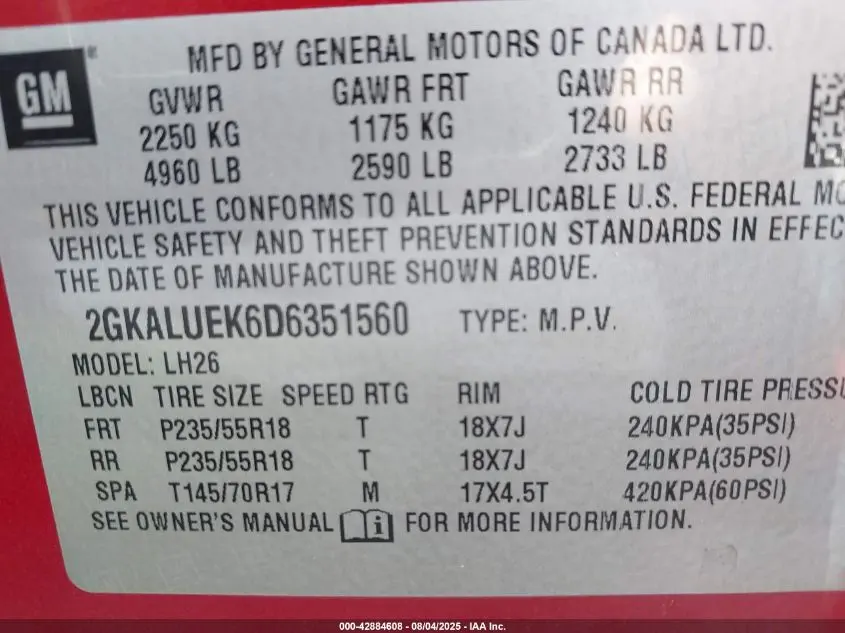 MFD BY GENERAL MOTORS OF CANADA LTD.
GM ®
GVWR GAWR FRT GAWR RR
2250 KG 1175 KG 1240 KG
4960 LB 2590 LB 2733 LB
THIS VEHICLE CONFORMS TO ALL APPLICABLE U.S. FEDERAL MO
VEHICLE SAFETY AND THEFT PREVENTION STANDARDS IN EFFEC
THE DATE OF MANUFACTURE SHOWN ABOVE.
2GKALUEK6D6351560 TYPE: M.P.V.
MODEL: LH26
LBCN TIRE SIZE SPEED RTG RIM COLD TIRE PRESSU
FRT P235/55R18 T 18X7J 240KPA(35PSI)
RR P235/55R18 T 18X7J 240KPA(35PSI)
SPA T145/70R17 M 17X4.5T 420KPA(60PSI)
SEE OWNER'S MANUAL i FOR MORE INFORMATION.
000-42884608 - 08/04/2025 - IAA Inc.